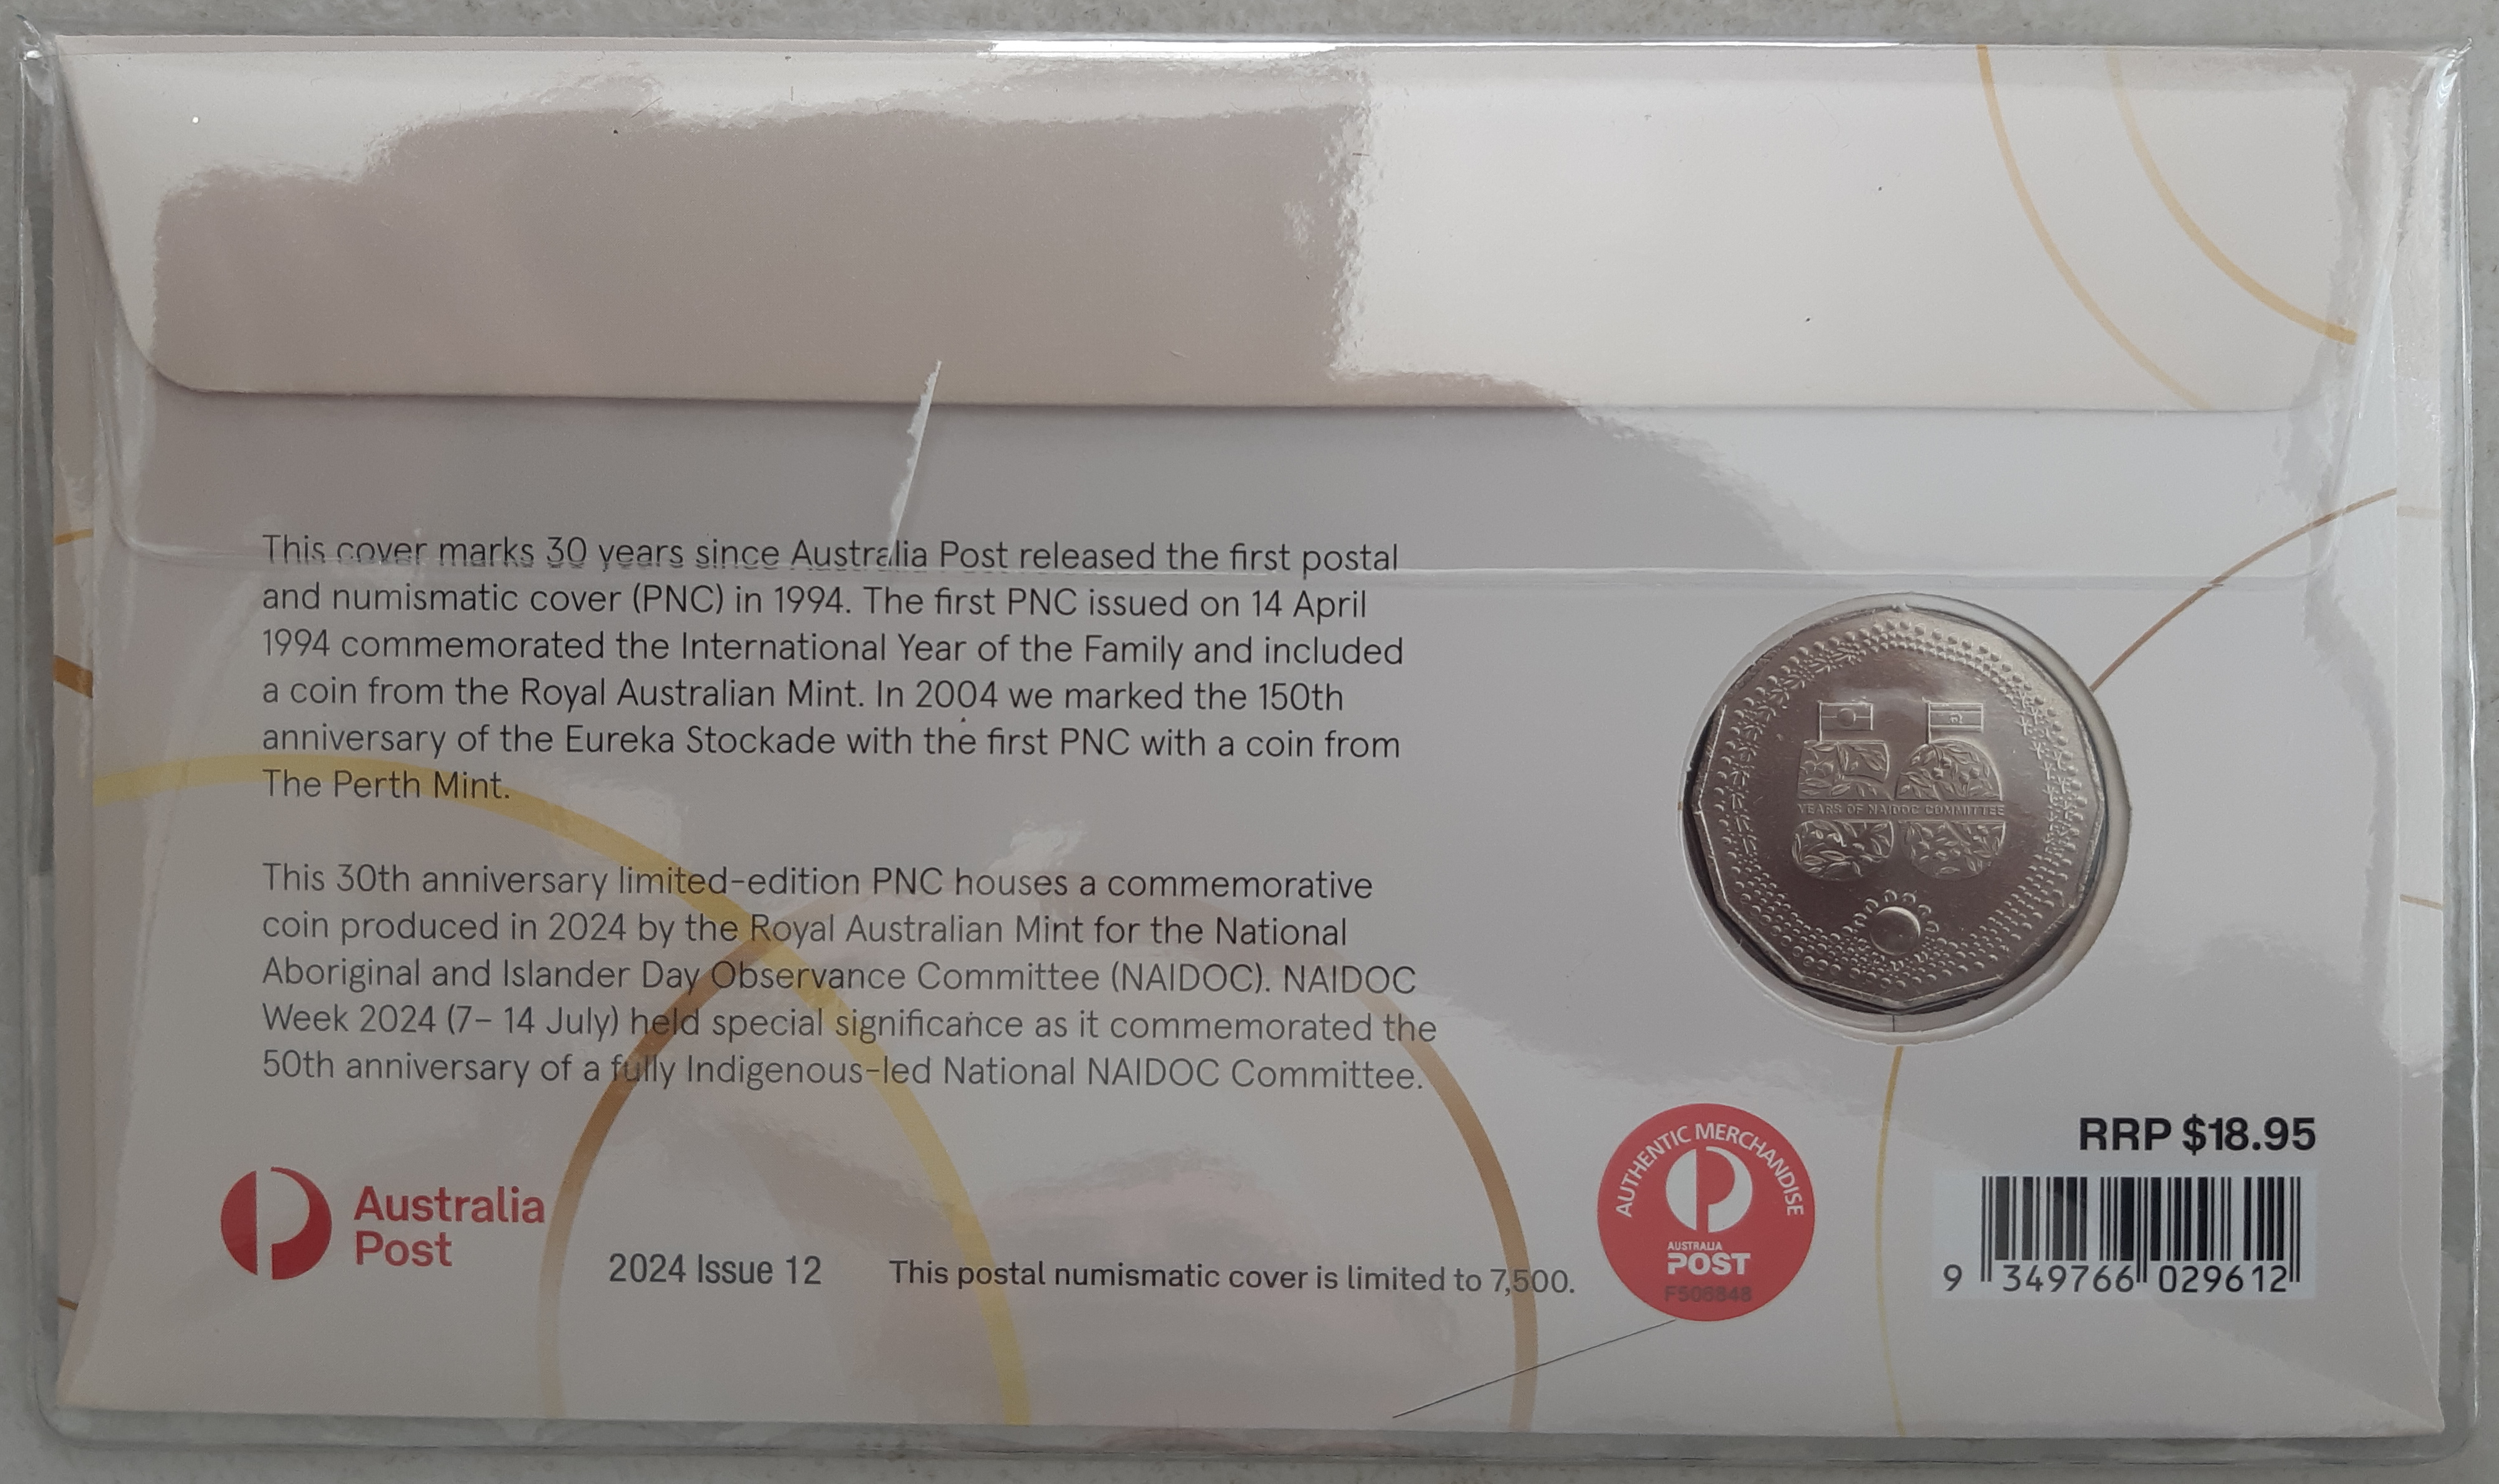 This cover marks 30 years since Australia Post released the first postal
and numismatic cover (PNC) in 1994. The first PNC issued on 14 April
1994 commemorated the International Year of the Family and included
a coin from the Royal Australian Mint. In 2004 we marked the 150th
anniversary of the Eureka Stockade with the first PNC with a coin from
The Perth Mint.
This 30th anniversary limited-edition PNC houses a commemorative
coin produced in 2024 by the Royal Australian Mint for the National
Aboriginal and Islander Day Observance Committee (NAIDOC). NAIDOC
Week 2024 (7– 14 July) held special significance as it commemorated the
50th anniversary of a fully Indigenous-led National NAIDOC Committee.
YEARS OF NAIDOC COMMITTEE
Australia
Post
2024 Issue 12
This postal numismatic cover is limited to 7,500.
AUTHENTIC MERCHANDISE
AUSTRALIA
POST
F506848
RRP $18.95
9 349766 029612